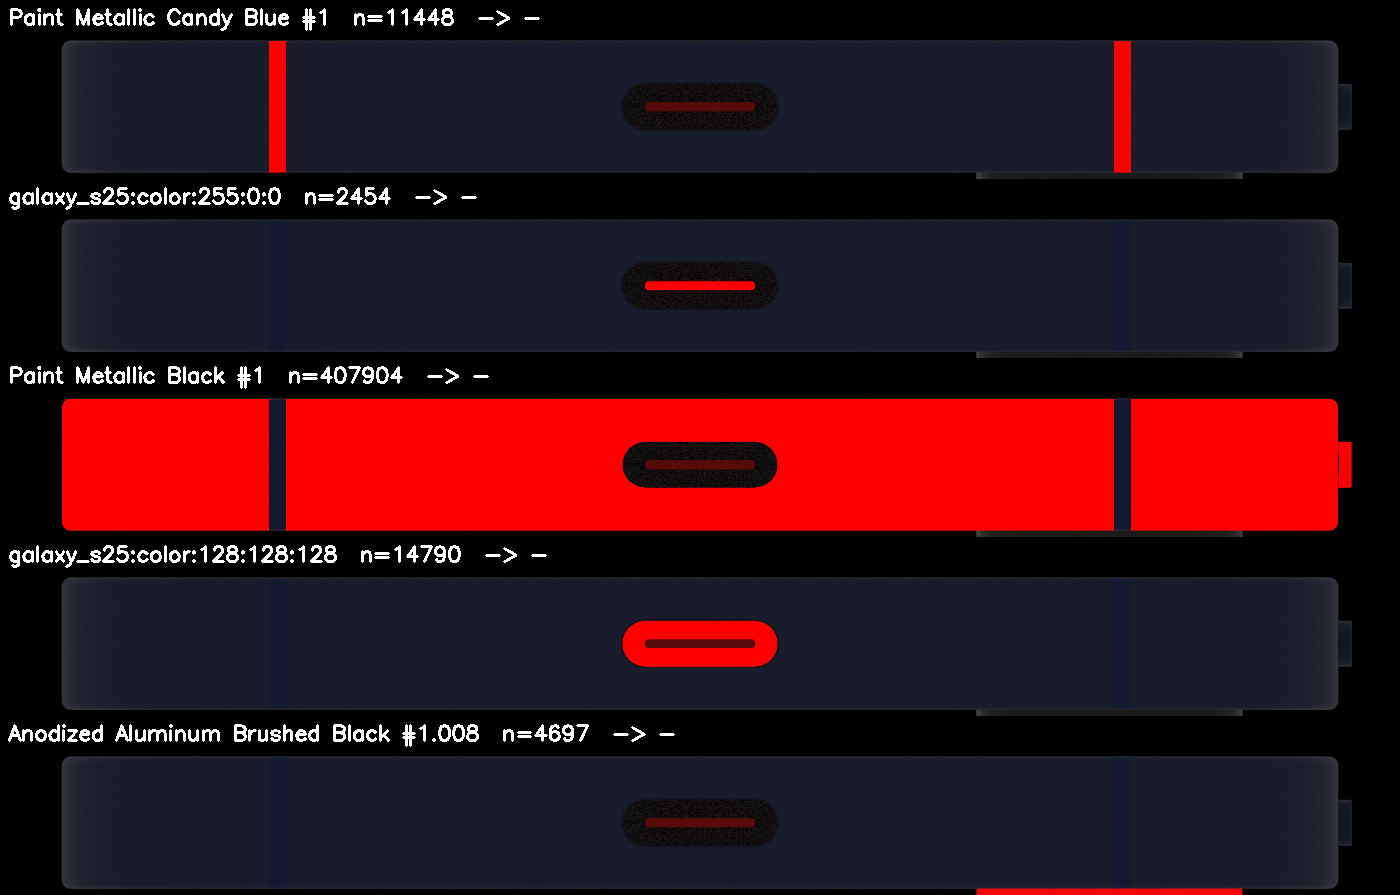 Paint Metallic Candy Blue #1 n=11448 -> -
galaxy_s25:color:255:0:0 n=2454 -> -
Paint Metallic Black #1 n=407904 -> -
galaxy_s25:color:128:128:128 n=14790 -> -
Anodized Aluminum Brushed Black #1.008 n=4697 -> -